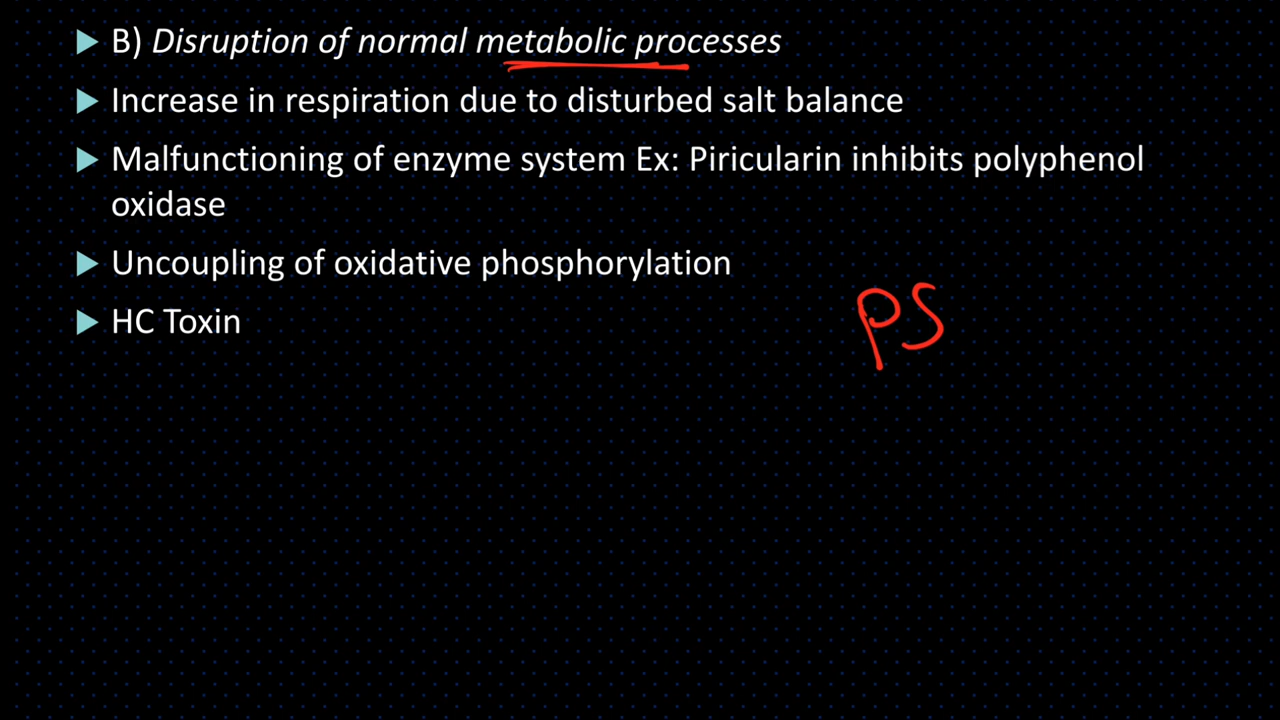 B) Disruption of normal metabolic processes
Increase in respiration due to disturbed salt balance
Malfunctioning of enzyme system Ex: Piricularin inhibits polyphenol
oxidase
Uncoupling of oxidative phosphorylation
HC Toxin
PS